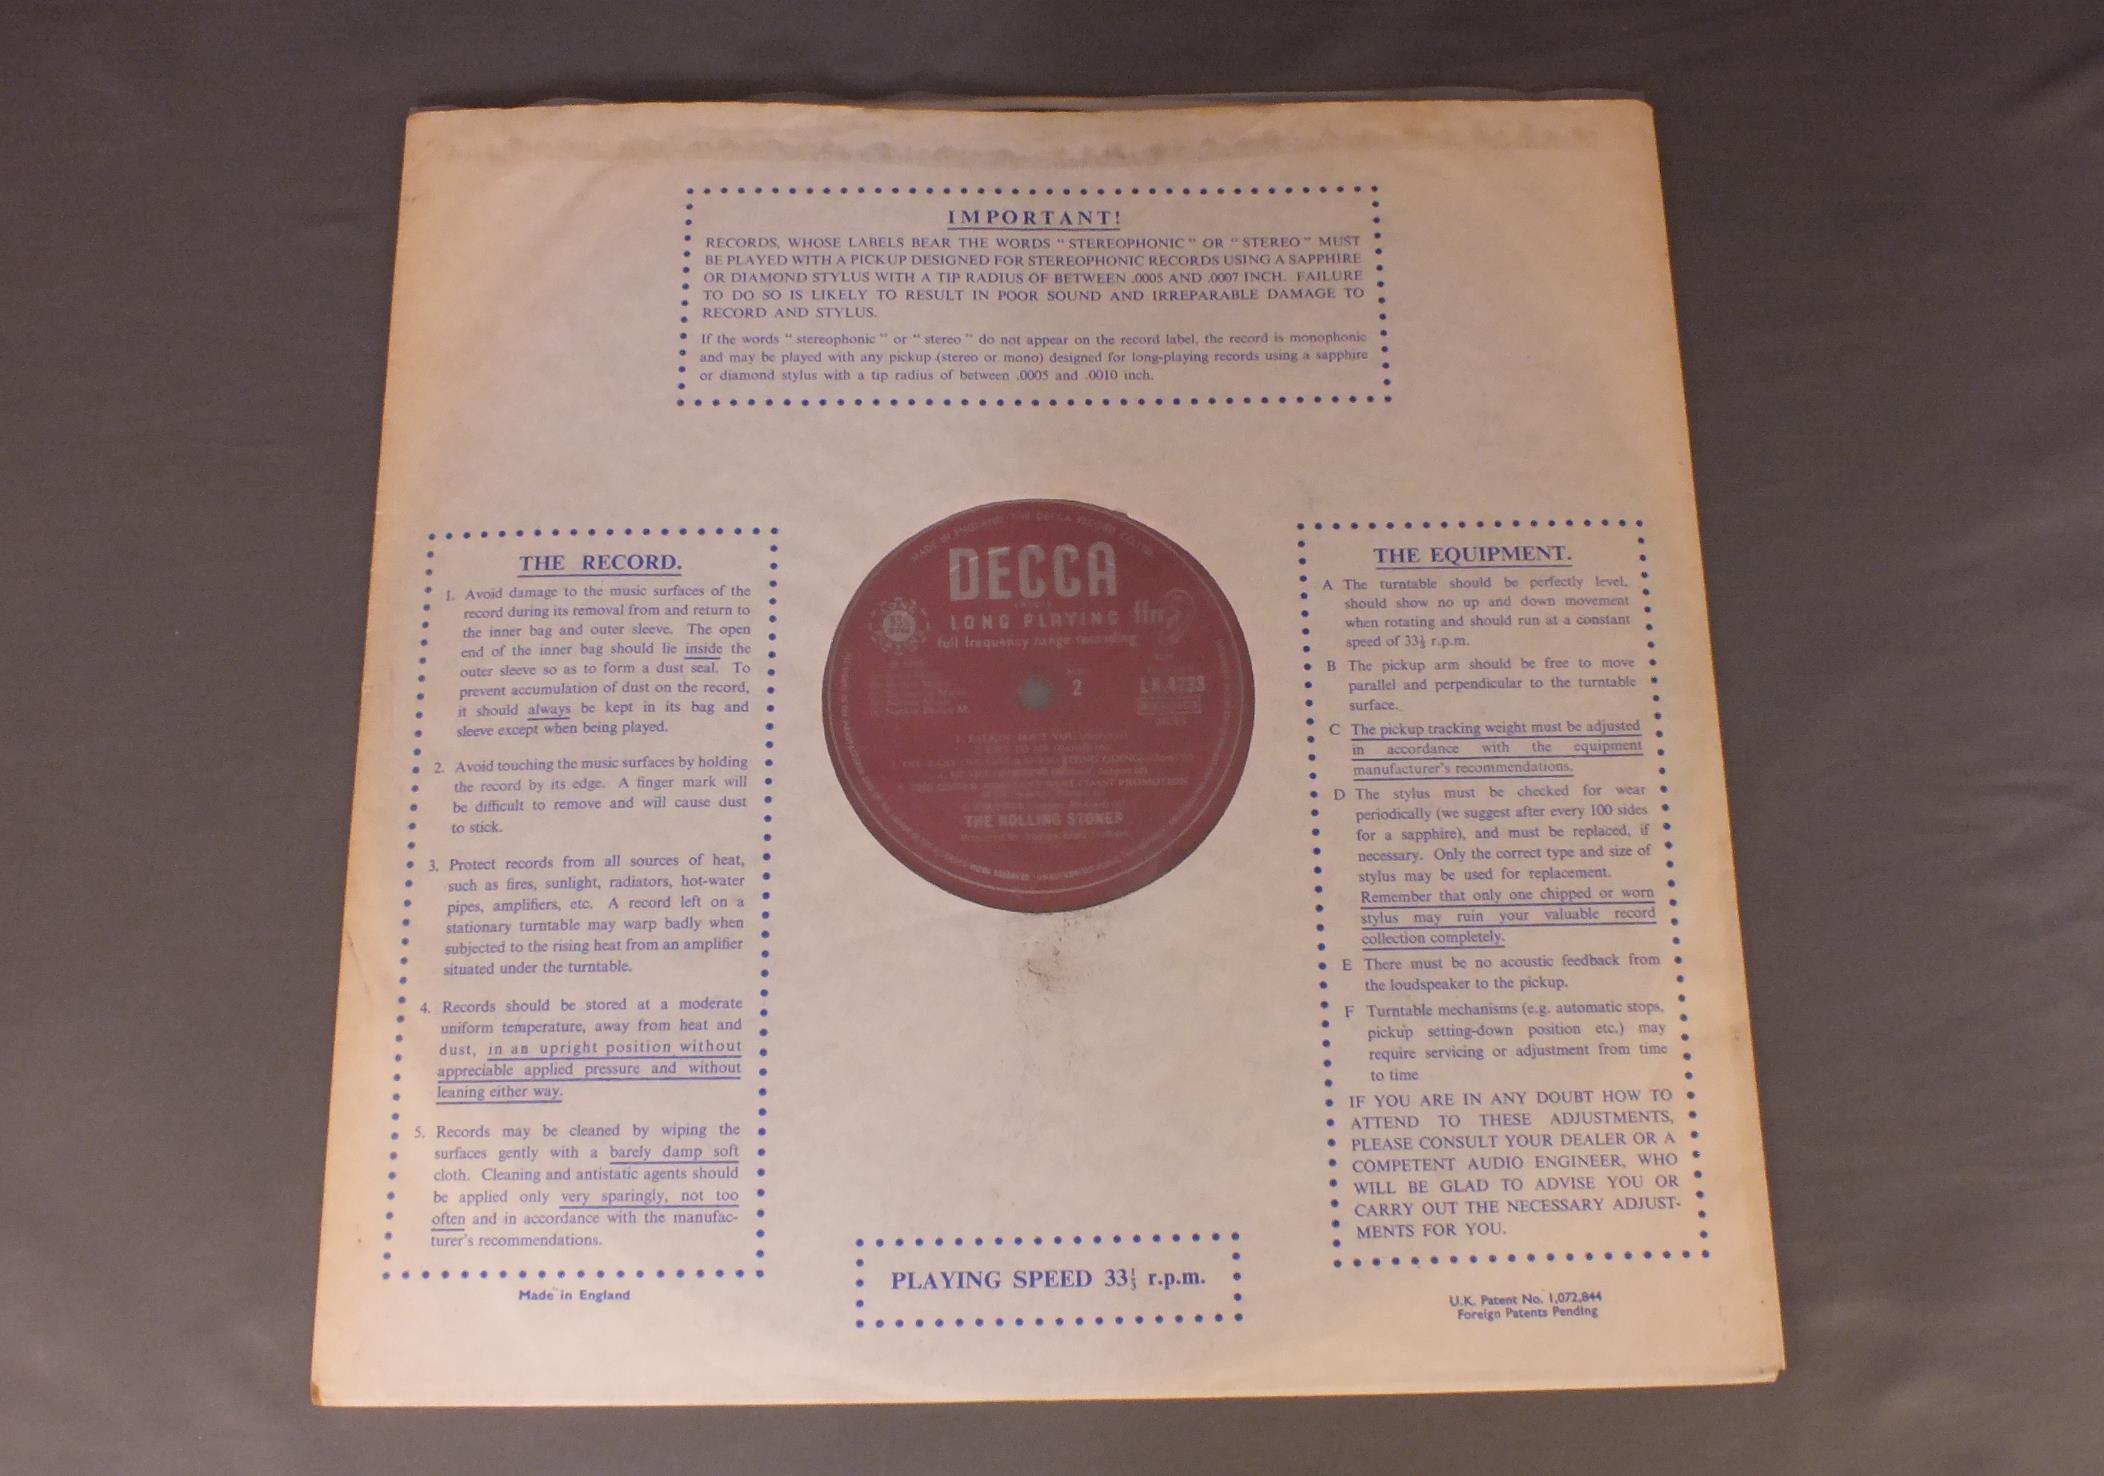 IMPORTANT!
RECORDS, WHOSE LABELS BEAR THE WORDS “STEREOPHONIC” OR “STEREO” MUST
BE PLAYED WITH A PICKUP DESIGNED FOR STEREOPHONIC RECORDS USING A SAPPHIRE
OR DIAMOND STYLUS WITH A TIP RADIUS OF BETWEEN .0005 AND .0007 INCH. FAILURE
TO DO SO IS LIKELY TO RESULT IN POOR SOUND AND IRREPARABLE DAMAGE TO
RECORD AND STYLUS.
If the words “stereophonic” or “stereo” do not appear on the record label, the record is monophonic
and may be played with any pickup (stereo or mono) designed for long-playing records using a sapphire
or diamond stylus with a tip radius of between .0005 and .0010 inch.
THE RECORD.
1. Avoid damage to the music surfaces of the
record during its removal from and return to
the inner bag and outer sleeve. The open
end of the inner bag should lie inside the
outer sleeve so as to form a dust seal. To
prevent accumulation of dust on the record,
it should always be kept in its bag and
sleeve except when being played.
2. Avoid touching the music surfaces by holding
the record by its edge. A finger mark will
be difficult to remove and will cause dust
to stick.
3. Protect records from all sources of heat,
such as fires, sunlight, radiators, hot-water
pipes, amplifiers, etc. A record left on a
stationary turntable may warp badly when
subjected to the rising heat from an amplifier
situated under the turntable.
4. Records should be stored at a moderate
uniform temperature, away from heat and
dust, in an upright position without
appreciable applied pressure and without
leaning either way.
5. Records may be cleaned by wiping the
surfaces gently with a barely damp soft
cloth. Cleaning and antistatic agents should
be applied only very sparingly, not too
often and in accordance with the manufac-
turer's recommendations.
Made in England
MADE IN ENGLAND · THE DECCA RECORD CO. LTD.
DECCA
LONG PLAYING
ffrr
full frequency range recording
LONG 33⅓ RPM PLAYING
2
LK.4733
THE ROLLING STONES
PLAYING SPEED 33⅓ r.p.m.
THE EQUIPMENT.
A The turntable should be perfectly level,
should show no up and down movement
when rotating and should run at a constant
speed of 33⅓ r.p.m.
B The pickup arm should be free to move
parallel and perpendicular to the turntable
surface.
C The pickup tracking weight must be adjusted
in accordance with the equipment
manufacturer's recommendations.
D The stylus must be checked for wear
periodically (we suggest after every 100 sides
for a sapphire), and must be replaced, if
necessary. Only the correct type and size of
stylus may be used for replacement.
Remember that only one chipped or worn
stylus may ruin your valuable record
collection completely.
E There must be no acoustic feedback from
the loudspeaker to the pickup.
F Turntable mechanisms (e.g. automatic stops,
pickup setting-down position etc.) may
require servicing or adjustment from time
to time
IF YOU ARE IN ANY DOUBT HOW TO
ATTEND TO THESE ADJUSTMENTS,
PLEASE CONSULT YOUR DEALER OR A
COMPETENT AUDIO ENGINEER, WHO
WILL BE GLAD TO ADVISE YOU OR
CARRY OUT THE NECESSARY ADJUST-
MENTS FOR YOU.
U.K. Patent No. 1,072,844
Foreign Patents Pending